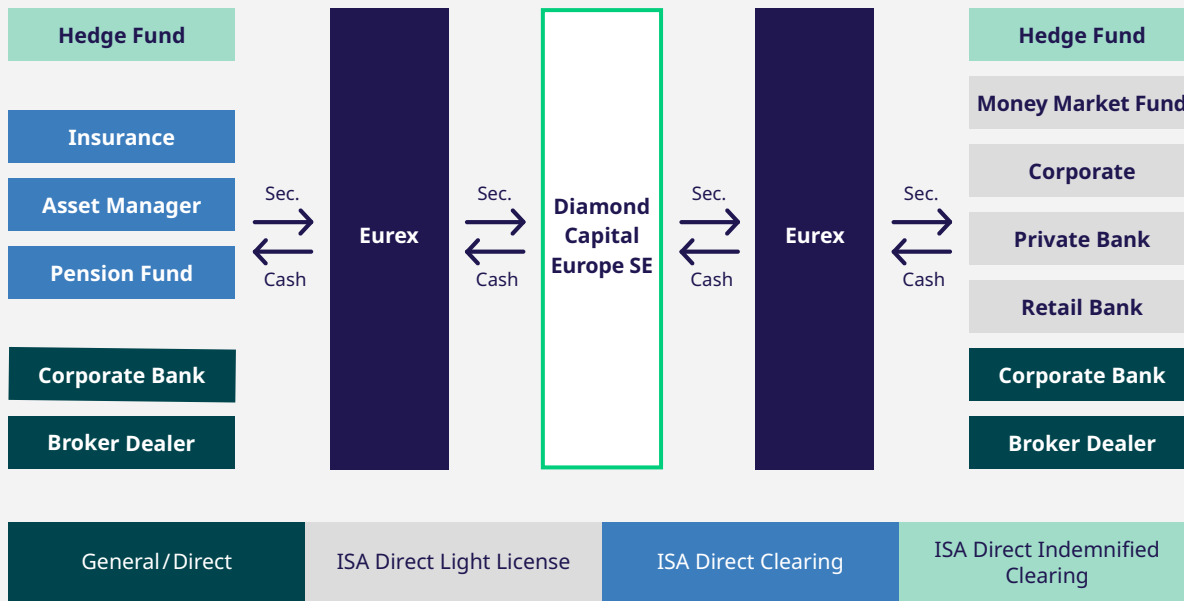 Hedge Fund
Insurance
Asset Manager
Pension Fund
Corporate Bank
Broker Dealer
Sec.
Cash
Eurex
Sec.
Cash
Diamond
Capital
Europe SE
Sec.
Cash
Eurex
Sec.
Cash
Hedge Fund
Money Market Fund
Corporate
Private Bank
Retail Bank
Corporate Bank
Broker Dealer
General/Direct
ISA Direct Light License
ISA Direct Clearing
ISA Direct Indemnified
Clearing